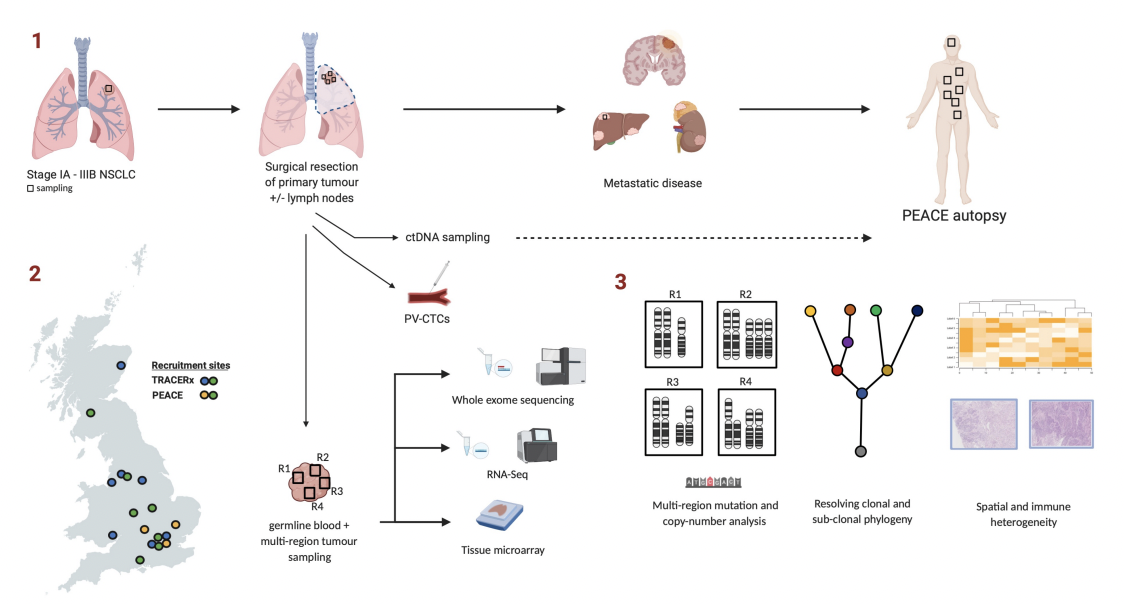 1
Stage IA - IIIB NSCLC
sampling
Surgical resection
of primary tumour
+/- lymph nodes
Metastatic disease
PEACE autopsy
ctDNA sampling
PV-CTCs
2
Recruitment sites
TRACERx
PEACE
R1
R2
R3
R4
germline blood +
multi-region tumour
sampling
Whole exome sequencing
RNA-Seq
Tissue microarray
3
R1
R2
R3
R4
Multi-region mutation and
copy-number analysis
Resolving clonal and
sub-clonal phylogeny
Spatial and immune
heterogeneity